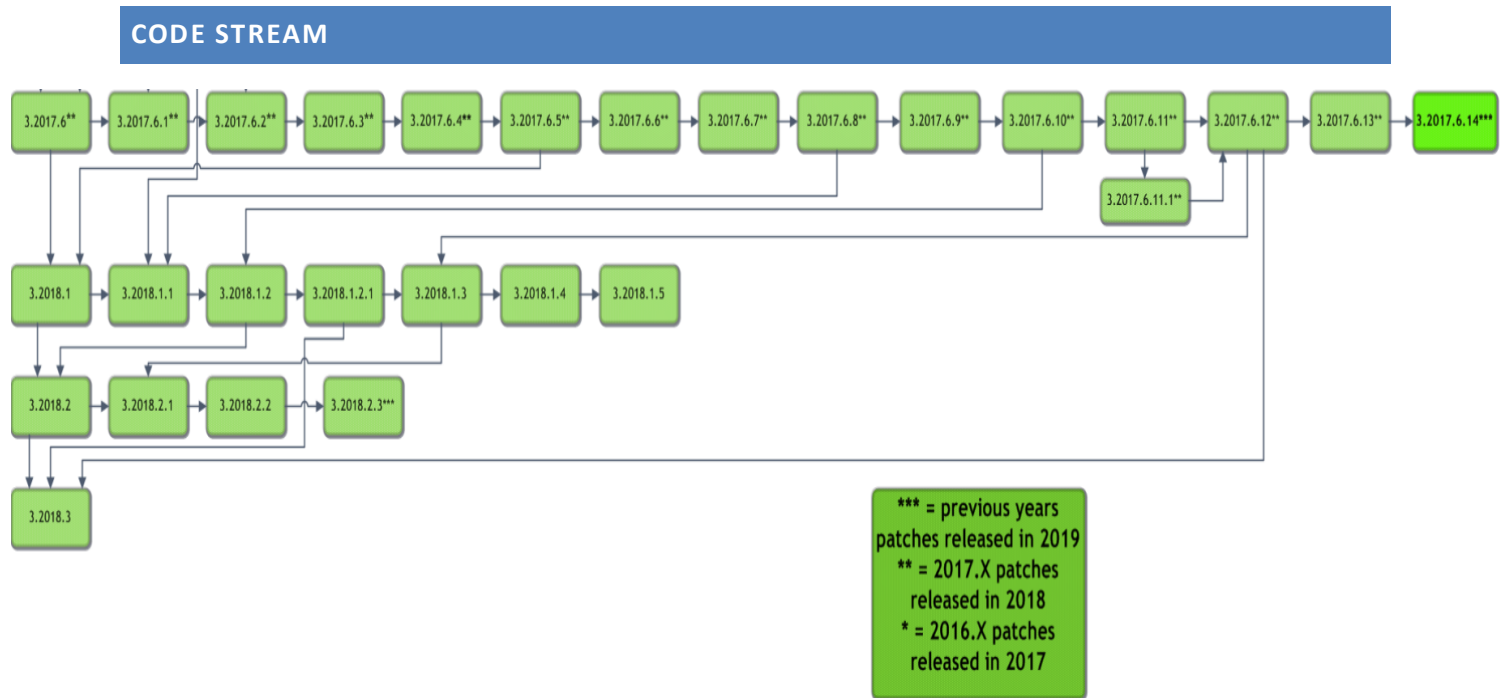 CODE STREAM
3.2017.6** 3.2017.6.1** 3.2017.6.2** 3.2017.6.3** 3.2017.6.4** 3.2017.6.5** 3.2017.6.6** 3.2017.6.7** 3.2017.6.8** 3.2017.6.9** 3.2017.6.10** 3.2017.6.11** 3.2017.6.12** 3.2017.6.13** 3.2017.6.14***
3.2017.6.11.1**
3.2018.1 3.2018.1.1 3.2018.1.2 3.2018.1.2.1 3.2018.1.3 3.2018.1.4 3.2018.1.5
3.2018.2 3.2018.2.1 3.2018.2.2 3.2018.2.3***
3.2018.3
*** = previous years
patches released in 2019
** = 2017.X patches
released in 2018
* = 2016.X patches
released in 2017